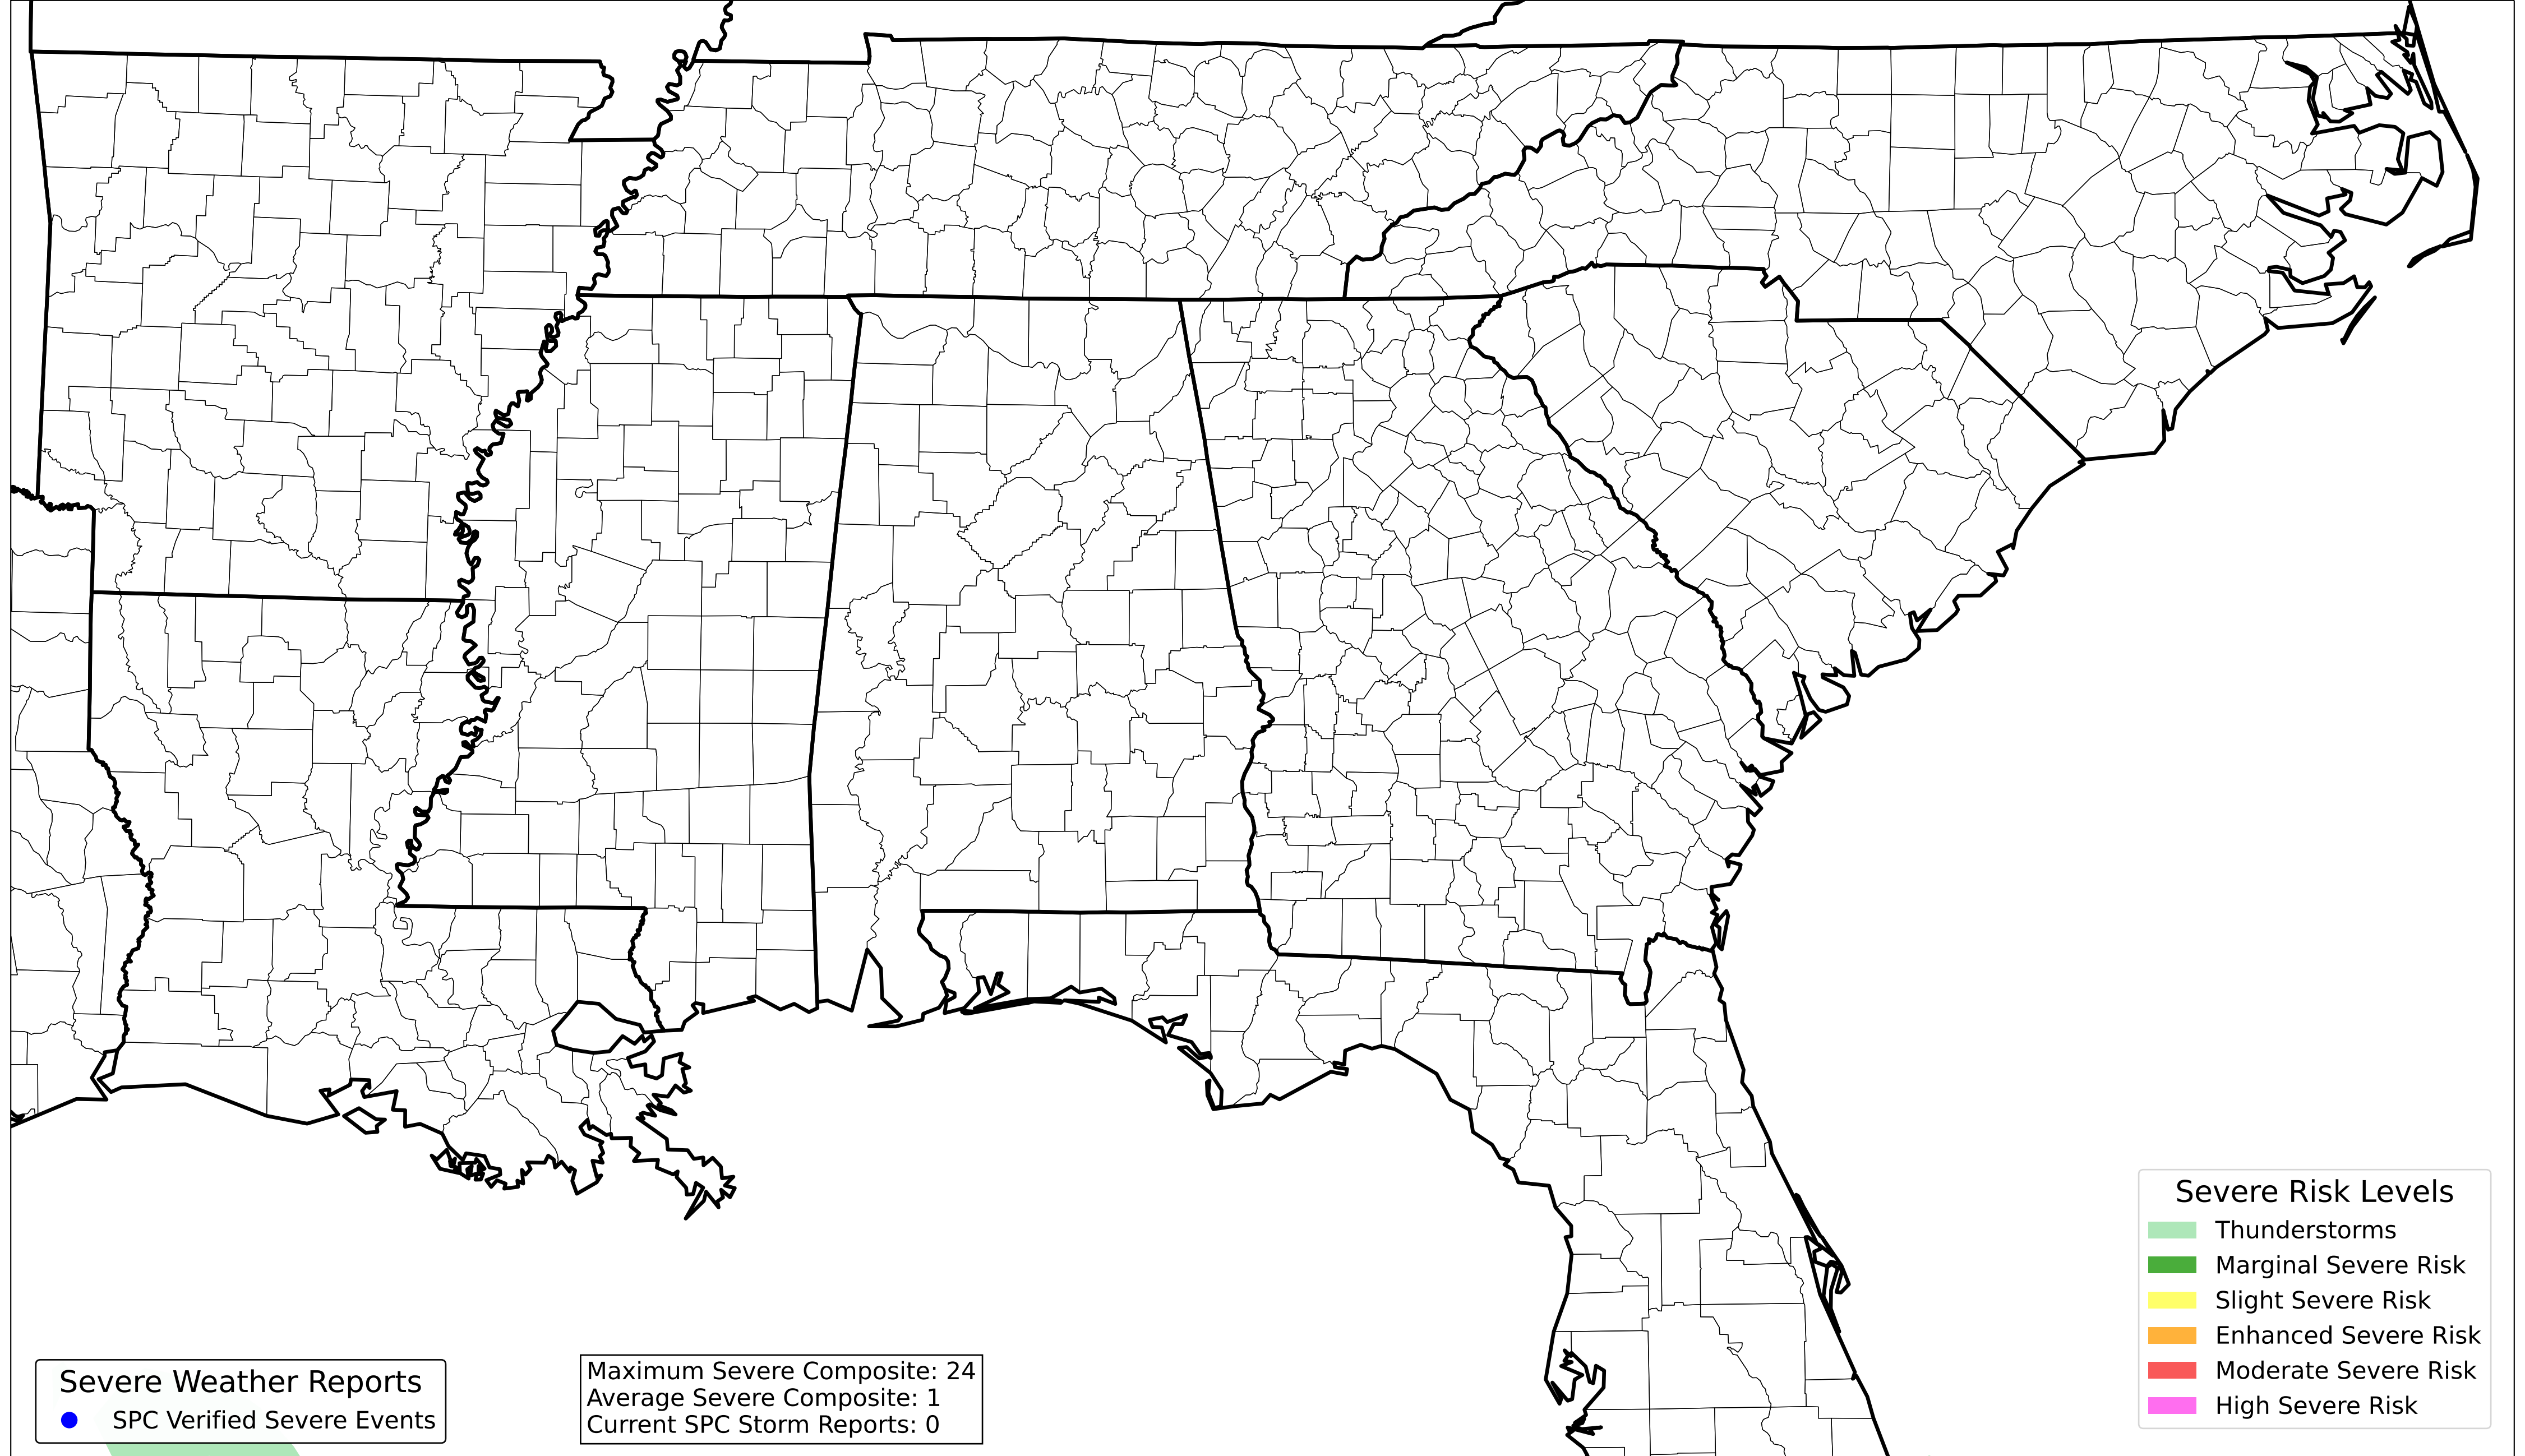 Severe Weather Reports
SPC Verified Severe Events
Maximum Severe Composite: 24
Average Severe Composite: 1
Current SPC Storm Reports: 0
Severe Risk Levels
Thunderstorms
Marginal Severe Risk
Slight Severe Risk
Enhanced Severe Risk
Moderate Severe Risk
High Severe Risk